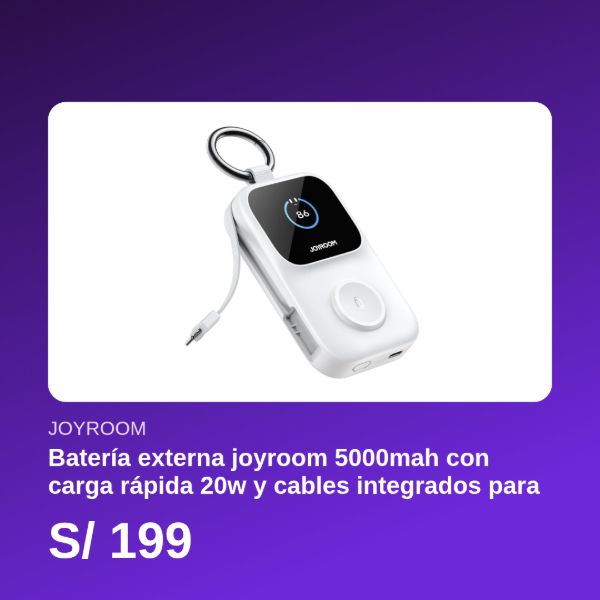 86
JOYROOM
JOYROOM
Batería externa joyroom 5000mah con
carga rápida 20w y cables integrados para
S/ 199